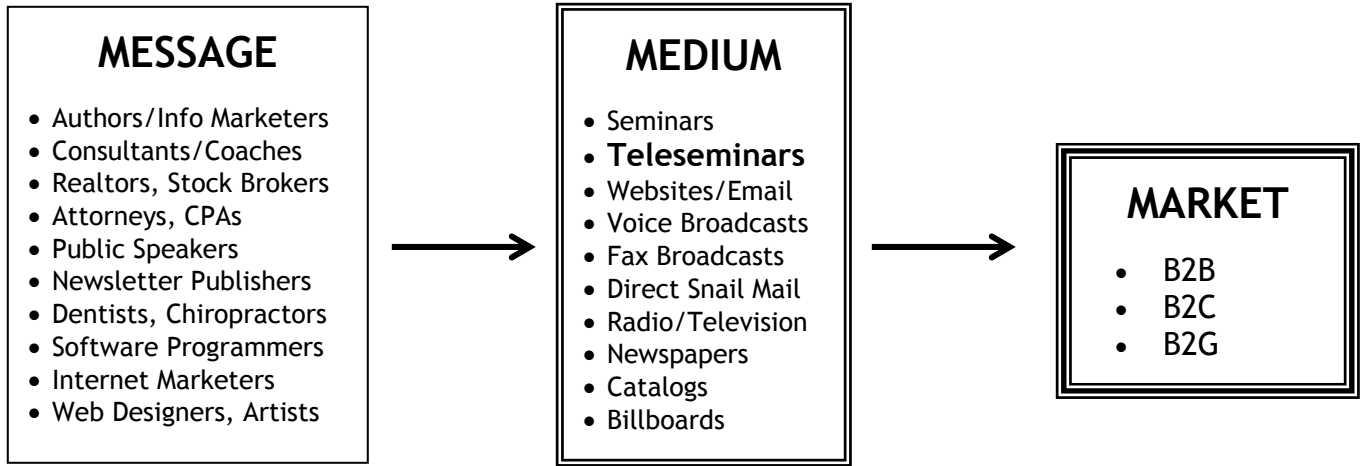 MESSAGE
• Authors/Info Marketers
• Consultants/Coaches
• Realtors, Stock Brokers
• Attorneys, CPAs
• Public Speakers
• Newsletter Publishers
• Dentists, Chiropractors
• Software Programmers
• Internet Marketers
• Web Designers, Artists
MEDIUM
• Seminars
• Teleseminars
• Websites/Email
• Voice Broadcasts
• Fax Broadcasts
• Direct Snail Mail
• Radio/Television
• Newspapers
• Catalogs
• Billboards
MARKET
• B2B
• B2C
• B2G